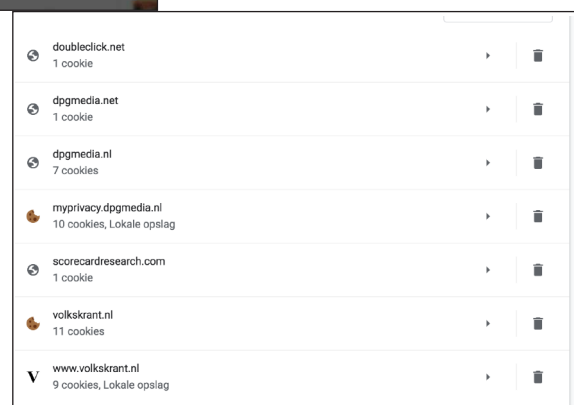 doubleclick.net
1 cookie
dpgmedia.net
1 cookie
dpgmedia.nl
7 cookies
myprivacy.dpgmedia.nl
10 cookies, Lokale opslag
scorecardresearch.com
1 cookie
volkskrant.nl
11 cookies
V
www.volkskrant.nl
9 cookies, Lokale opslag